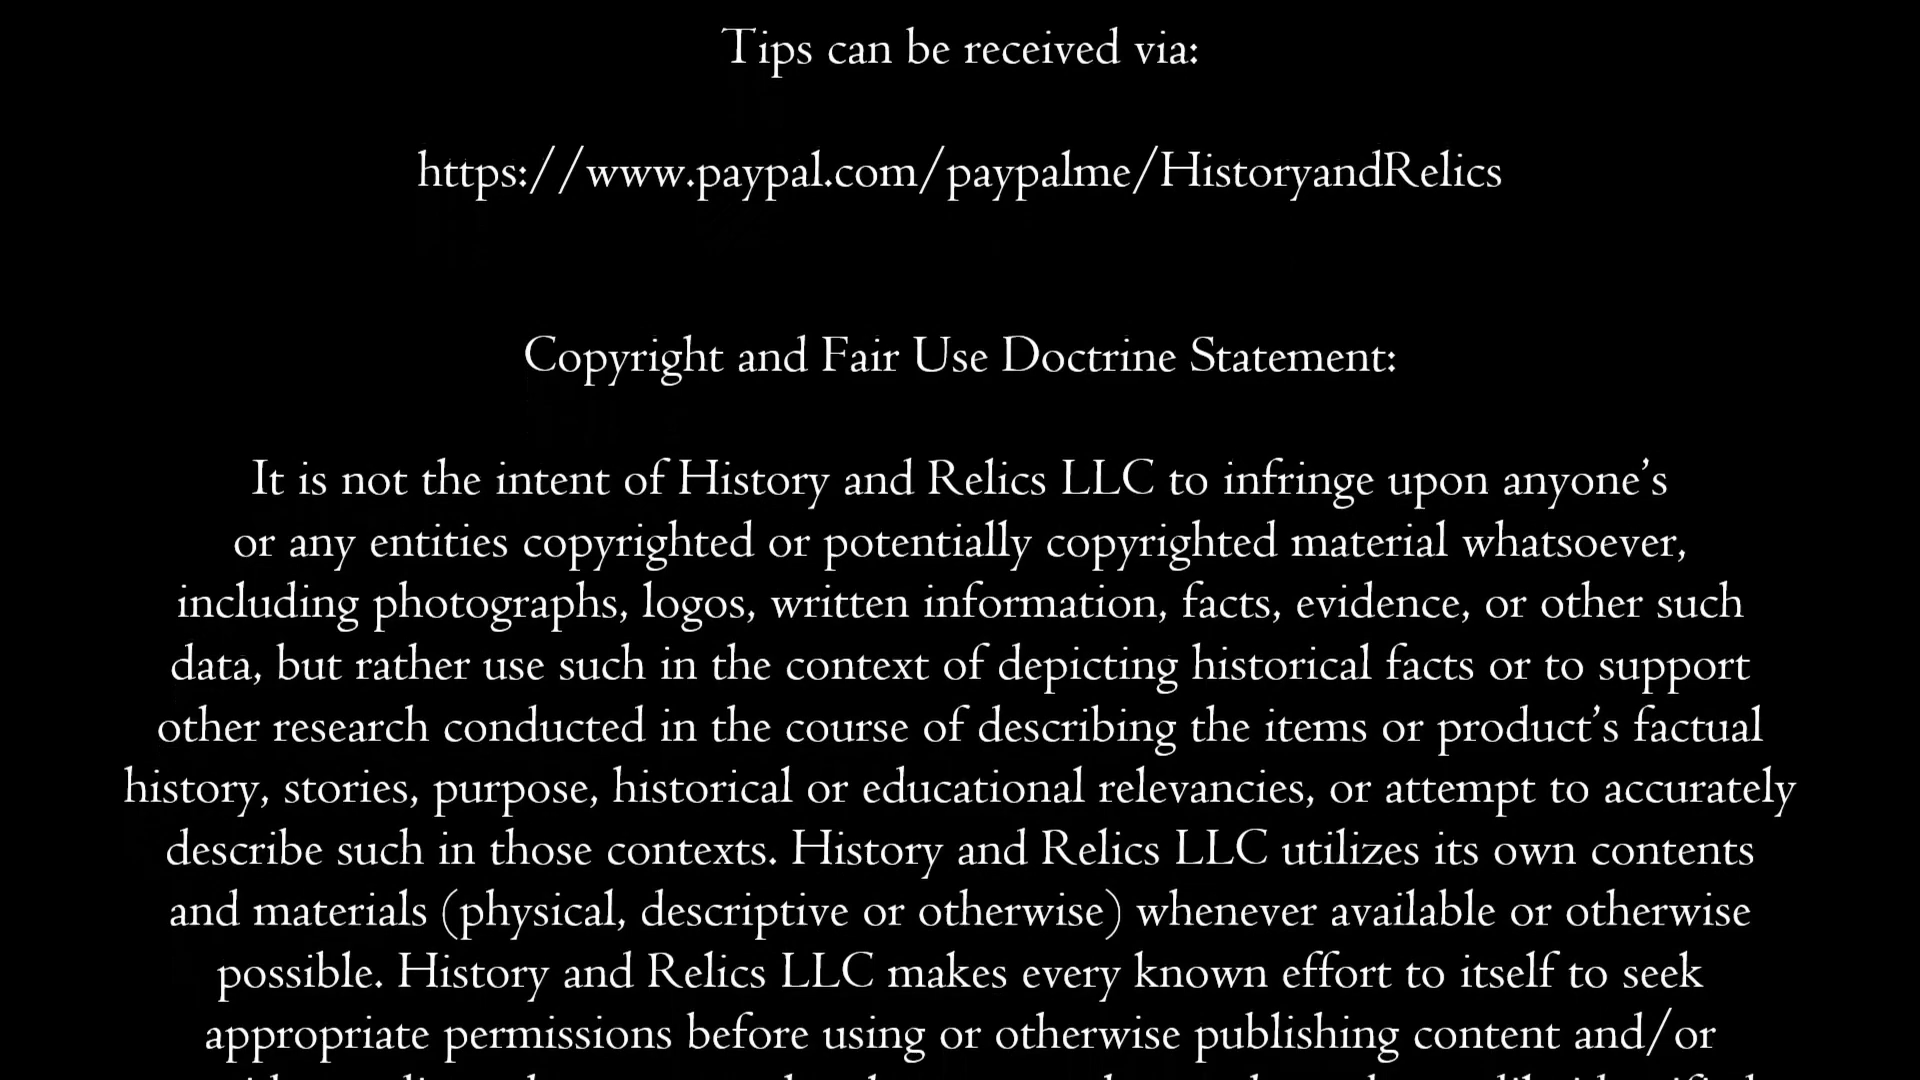 Tips can be received via:
https://www.paypal.com/paypalme/HistoryandRelics
Copyright and Fair Use Doctrine Statement:
It is not the intent of History and Relics LLC to infringe upon anyone's
or any entities copyrighted or potentially copyrighted material whatsoever,
including photographs, logos, written information, facts, evidence, or other such
data, but rather use such in the context of depicting historical facts or to support
other research conducted in the course of describing the items or product's factual
history, stories, purpose, historical or educational relevancies, or attempt to accurately
describe such in those contexts. History and Relics LLC utilizes its own contents
and materials (physical, descriptive or otherwise) whenever available or otherwise
possible. History and Relics LLC makes every known effort to itself to seek
appropriate permissions before using or otherwise publishing content and/or